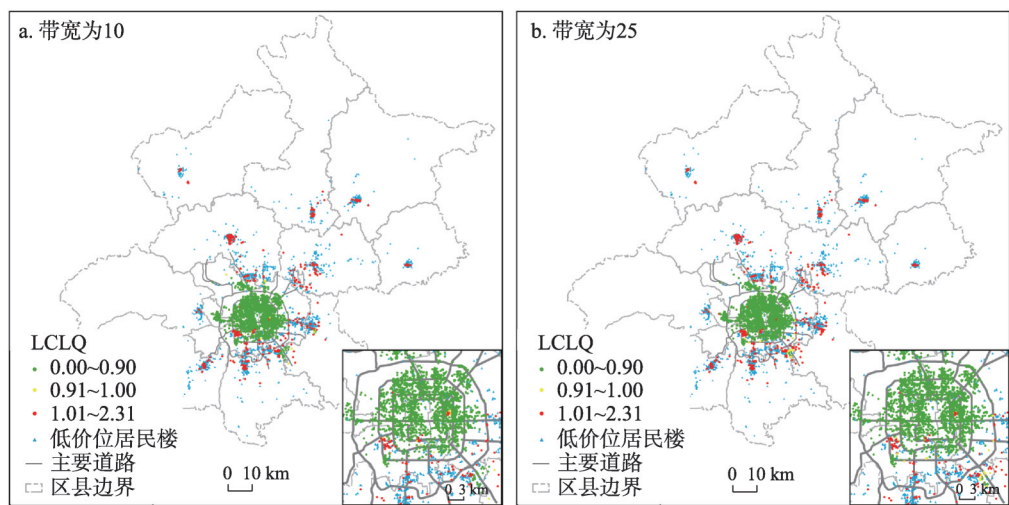 a. 带宽为10
LCLQ
0.00~0.90
0.91~1.00
1.01~2.31
低价位居民楼
主要道路
区县边界
0 10 km
0 3 km
b. 带宽为25
LCLQ
0.00~0.90
0.91~1.00
1.01~2.31
低价位居民楼
主要道路
区县边界
0 10 km
0 3 km